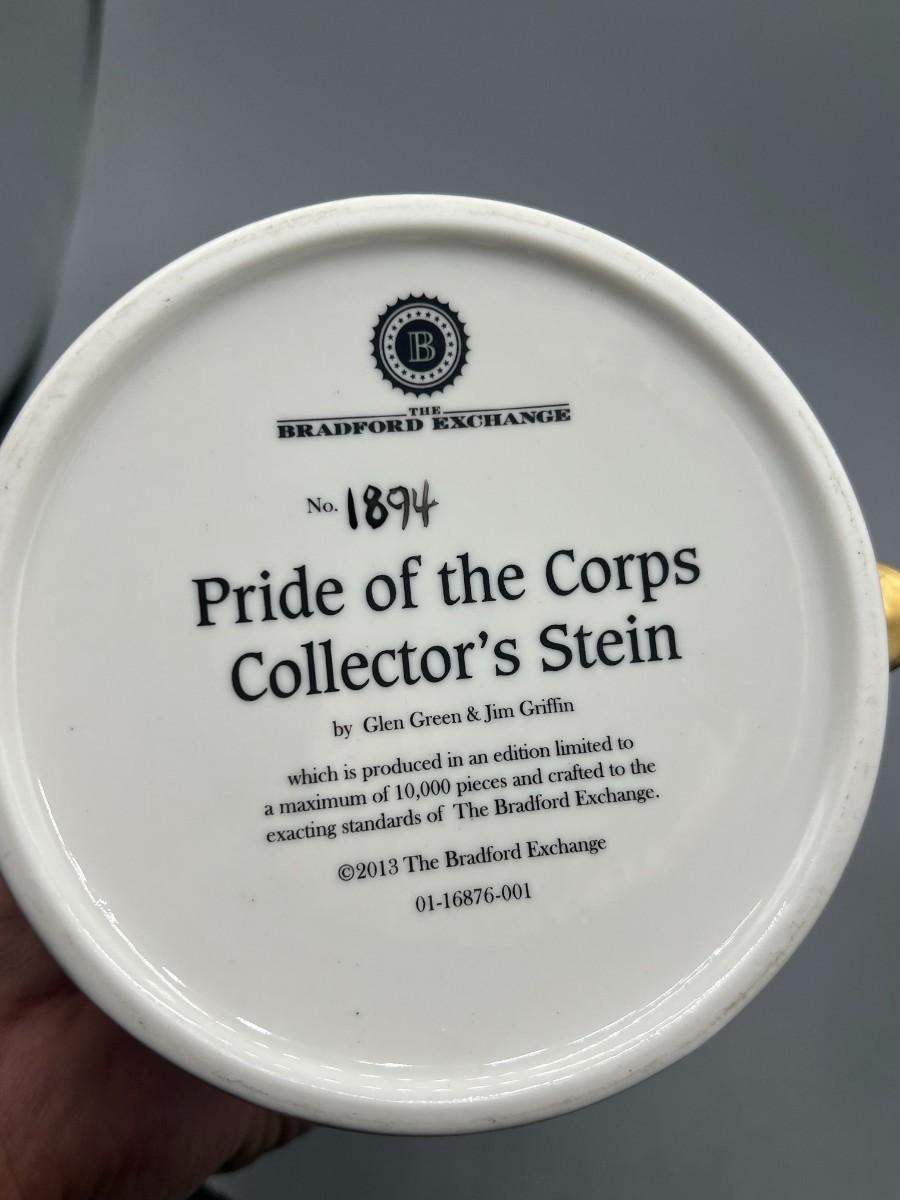 B
THE
BRADFORD EXCHANGE
No. 1894
Pride of the Corps
Collector's Stein
by Glen Green & Jim Griffin
which is produced in an edition limited to
a maximum of 10,000 pieces and crafted to the
exacting standards of The Bradford Exchange.
©2013 The Bradford Exchange
01-16876-001